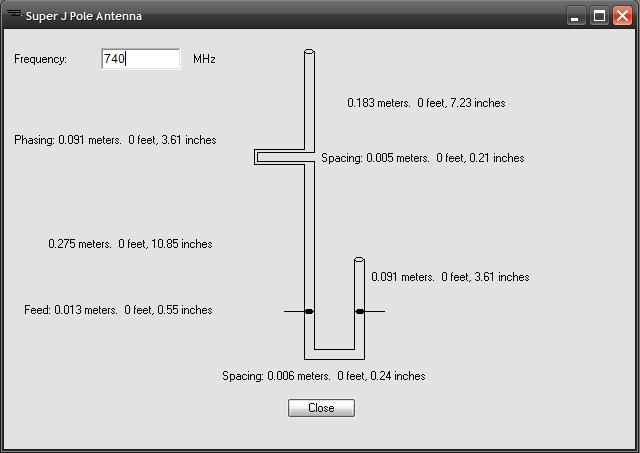 Super J Pole Antenna
Frequency: 740 MHz
0.183 meters.  0 feet, 7.23 inches
Phasing: 0.091 meters.  0 feet, 3.61 inches
Spacing: 0.005 meters.  0 feet, 0.21 inches
0.275 meters.  0 feet, 10.85 inches
0.091 meters.  0 feet, 3.61 inches
Feed: 0.013 meters.  0 feet, 0.55 inches
Spacing: 0.006 meters.  0 feet, 0.24 inches
Close